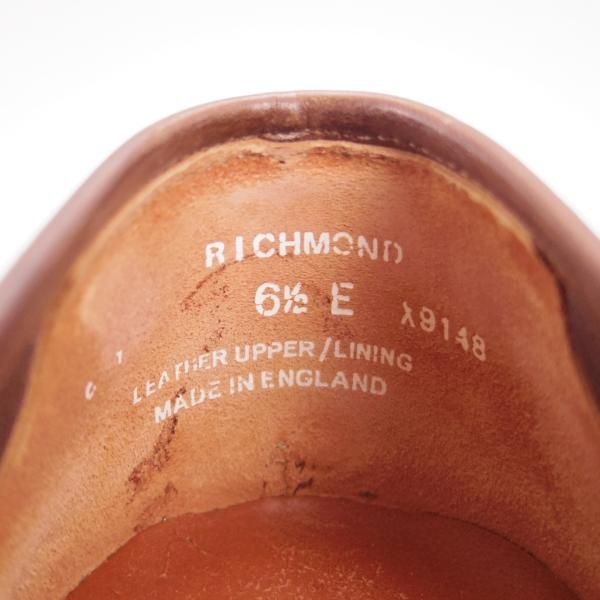 RICHMOND
6½ E
X9148
LEATHER UPPER/LINING
MADE IN ENGLAND